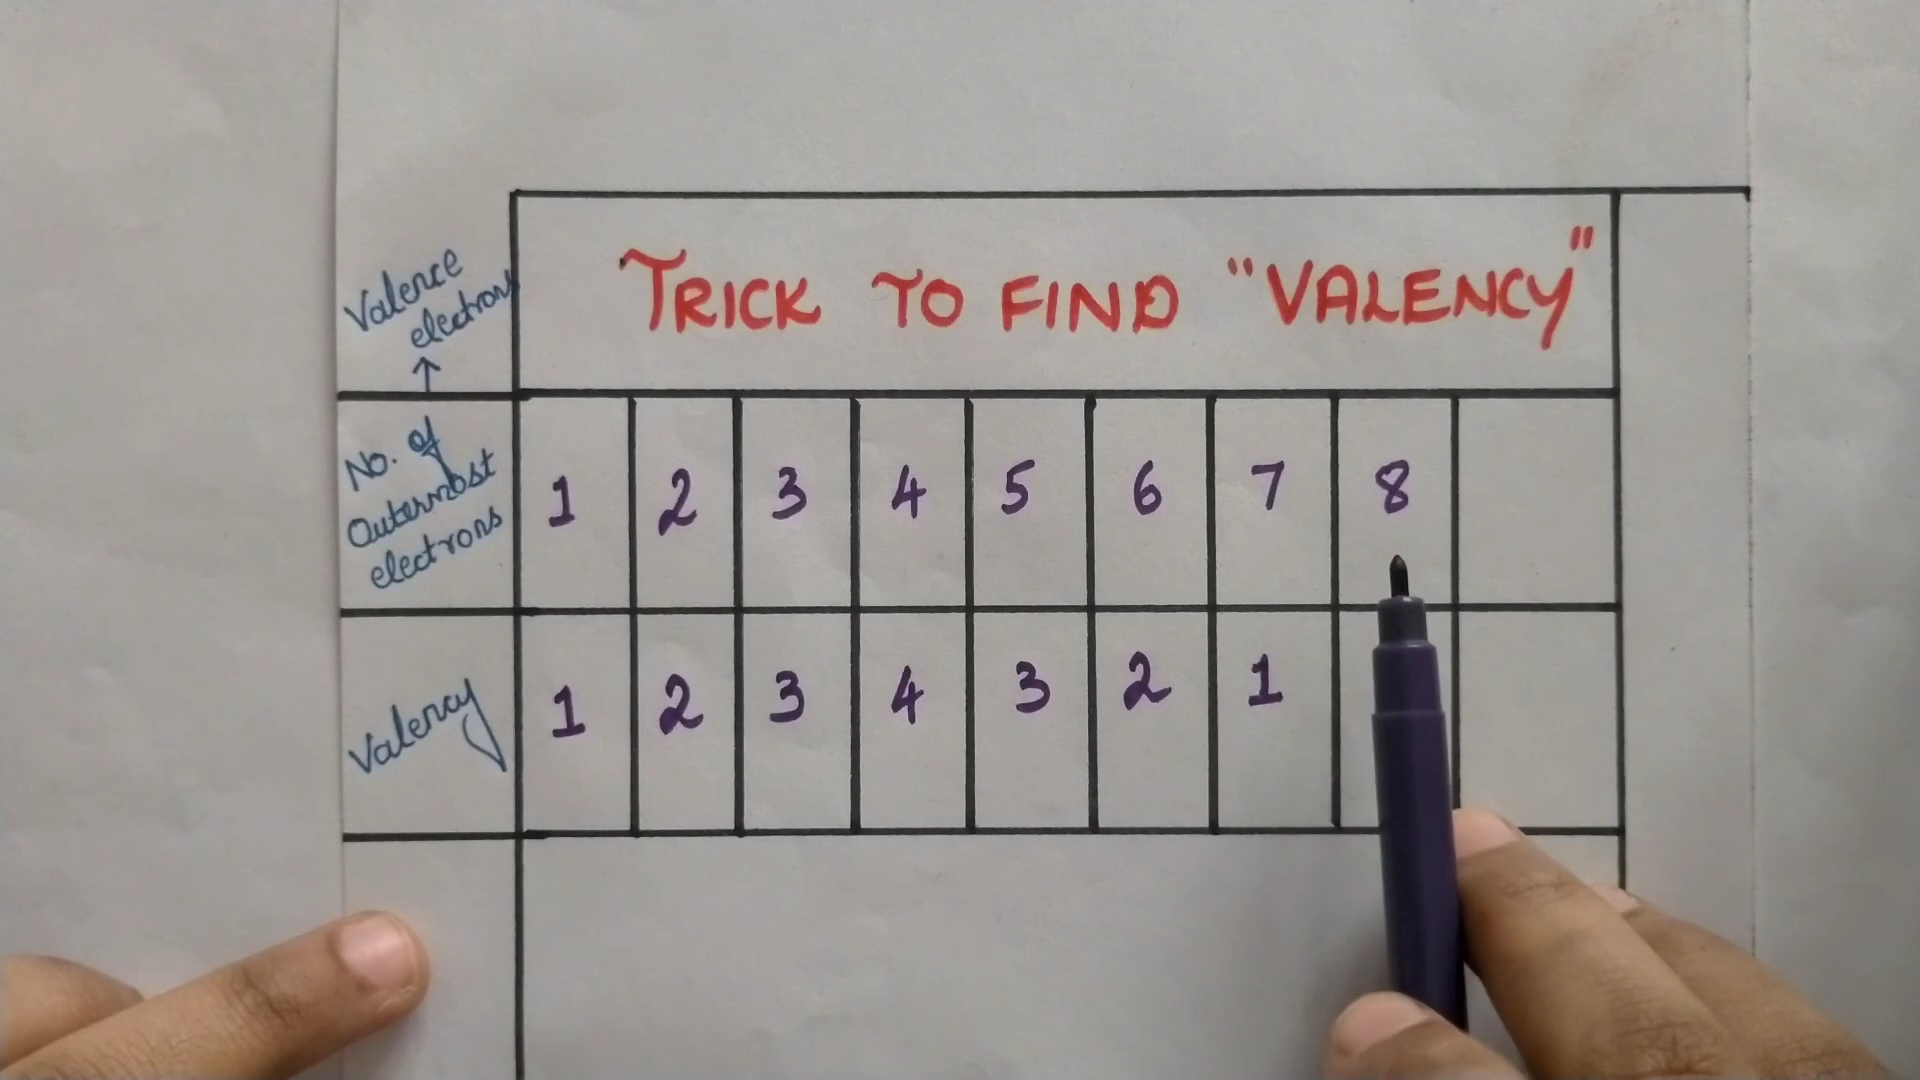 TRICK TO FIND "VALENCY"
Valence
electrons
↑
No. of
Outermost
electrons
1 2 3 4 5 6 7 8
Valency
1 2 3 4 3 2 1